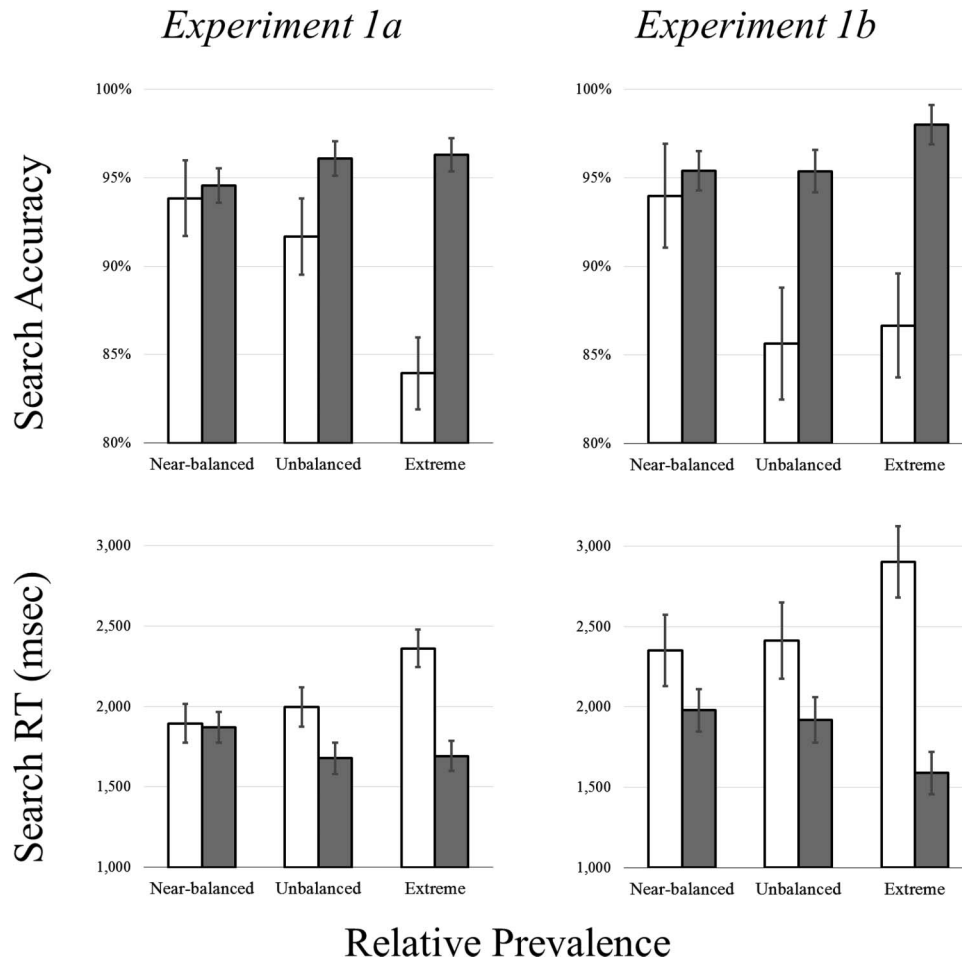 Experiment 1a
Experiment 1b
Search Accuracy
100%
95%
90%
85%
80%
Near-balanced Unbalanced Extreme
100%
95%
90%
85%
80%
Near-balanced Unbalanced Extreme
Search RT (msec)
3,000
2,500
2,000
1,500
1,000
Near-balanced Unbalanced Extreme
3,000
2,500
2,000
1,500
1,000
Near-balanced Unbalanced Extreme
Relative Prevalence